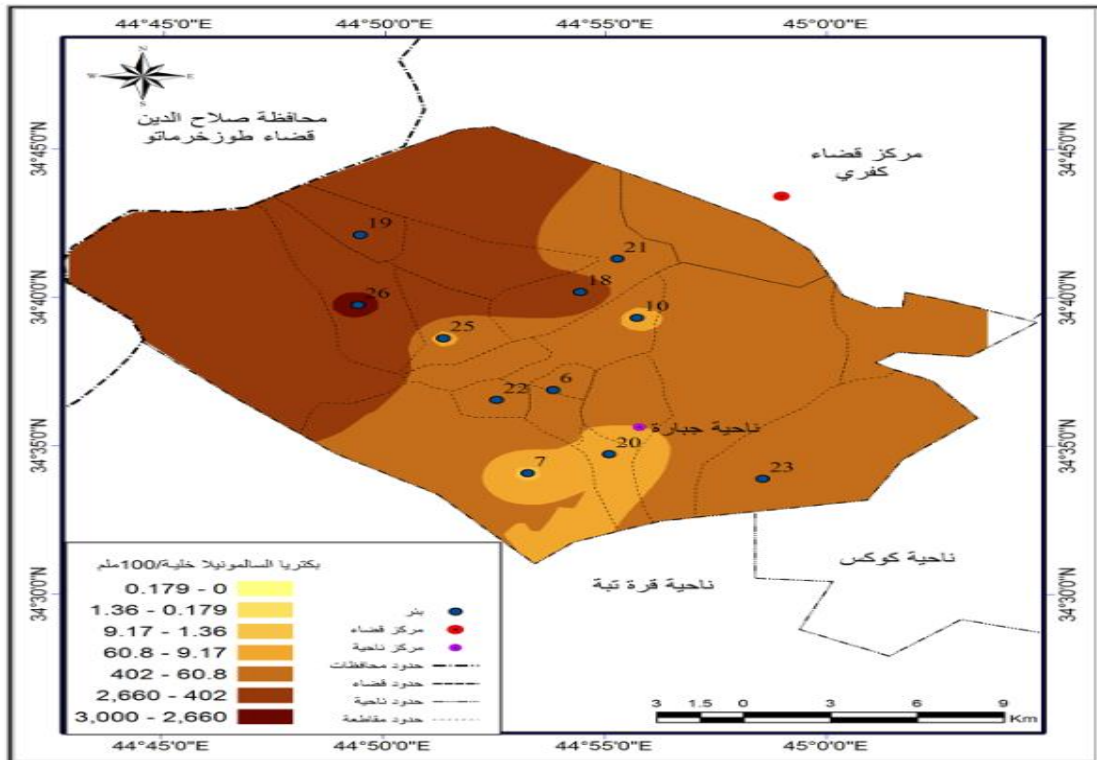 44°45'0"E
44°50'0"E
44°55'0"E
45°0'0"E
N
W
E
S
محافظة صلاح الدين
قضاء طوزخرماتو
مركز قضاء
كفري
34°45'0"N
34°45'0"N
19
21
18
26
10
34°40'0"N
34°40'0"N
25
6
22
ناحية جبارة
20
34°35'0"N
34°35'0"N
7
23
ناحية كوكس
ناحية قرة تبة
34°30'0"N
34°30'0"N
بكتريا السالمونيلا خلية/100ملم
0.179 - 0
1.36 - 0.179
9.17 - 1.36
60.8 - 9.17
402 - 60.8
2,660 - 402
3,000 - 2,660
بئر
مركز قضاء
مركز ناحية
حدود محافظات
حدود قضاء
حدود ناحية
حدود مقاطعة
3 1.5 0 3 6 9
Km
44°45'0"E
44°50'0"E
44°55'0"E
45°0'0"E